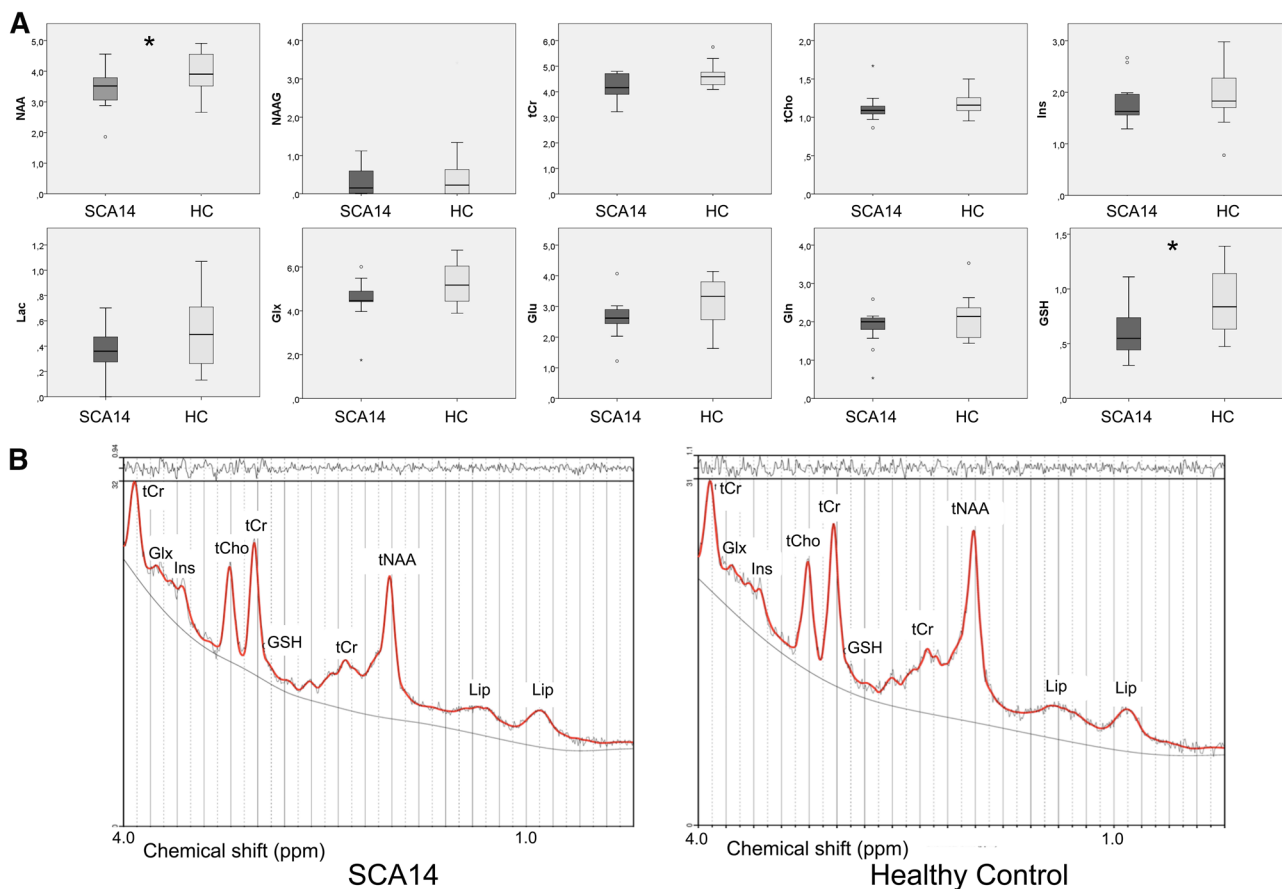 A
NAA
5,0
4,0
3,0
2,0
1,0
,0
*
SCA14 HC
NAAG
4,0
3,0
2,0
1,0
,0
SCA14 HC
tCr
6,0
5,0
4,0
3,0
2,0
1,0
,0
SCA14 HC
tCho
2,0
1,5
1,0
,5
,0
SCA14 HC
Ins
3,0
2,0
1,0
,0
SCA14 HC
Lac
1,2
1,0
,8
,6
,4
,2
,0
SCA14 HC
Glx
6,0
4,0
2,0
,0
SCA14 HC
Glu
5,0
4,0
3,0
2,0
1,0
,0
SCA14 HC
Gln
4,0
3,0
2,0
1,0
,0
SCA14 HC
GSH
1,5
1,0
,5
,0
*
SCA14 HC
B
0.94
32
tCr
Glx
Ins
tCho
tCr
GSH
tCr
tNAA
Lip
Lip
0
4.0
1.0
Chemical shift (ppm)
SCA14
1.1
31
tCr
Glx
Ins
tCho
tCr
GSH
tCr
tNAA
Lip
Lip
0
4.0
1.0
Chemical shift (ppm)
Healthy Control